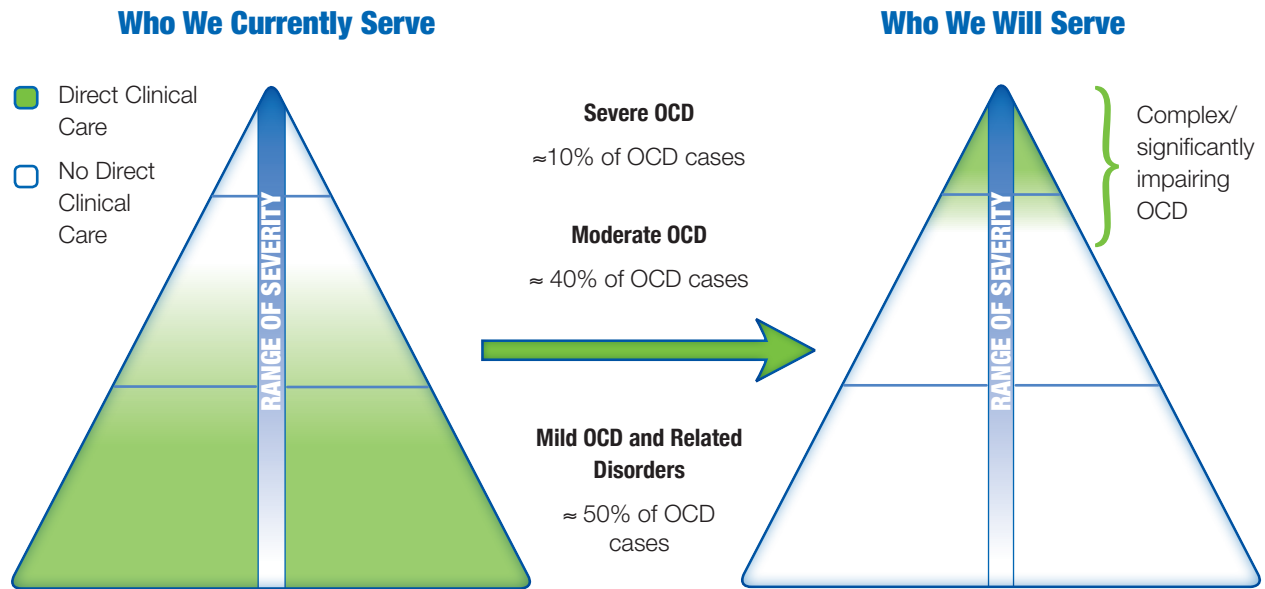 Who We Currently Serve
Who We Will Serve
Direct Clinical
Care
No Direct
Clinical
Care
RANGE OF SEVERITY
Severe OCD
≈10% of OCD cases
Moderate OCD
≈ 40% of OCD cases
Mild OCD and Related
Disorders
≈ 50% of OCD
cases
RANGE OF SEVERITY
Complex/
significantly
impairing
OCD